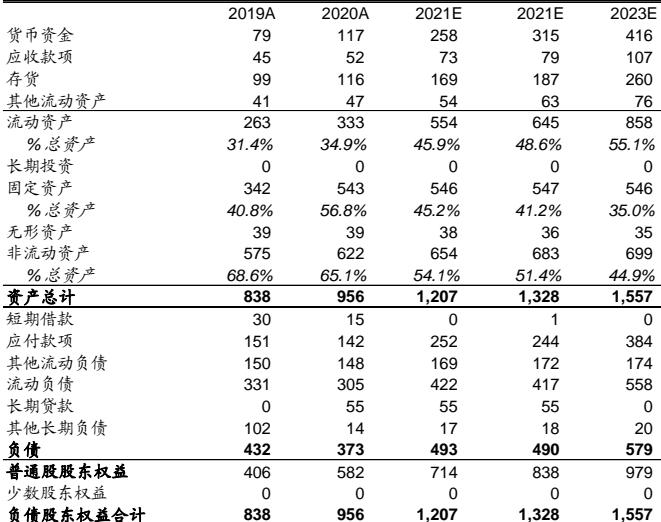 2019A 2020A 2021E 2021E 2023E
货币资金 79 117 258 315 416
应收款项 45 52 73 79 107
存货 99 116 169 187 260
其他流动资产 41 47 54 63 76
流动资产 263 333 554 645 858
%总资产 31.4% 34.9% 45.9% 48.6% 55.1%
长期投资 0 0 0 0 0
固定资产 342 543 546 547 546
%总资产 40.8% 56.8% 45.2% 41.2% 35.0%
无形资产 39 39 38 36 35
非流动资产 575 622 654 683 699
%总资产 68.6% 65.1% 54.1% 51.4% 44.9%
资产总计 838 956 1,207 1,328 1,557
短期借款 30 15 0 1 0
应付款项 151 142 252 244 384
其他流动负债 150 148 169 172 174
流动负债 331 305 422 417 558
长期贷款 0 55 55 55 0
其他长期负债 102 14 17 18 20
负债 432 373 493 490 579
普通股股东权益 406 582 714 838 979
少数股东权益 0 0 0 0 0
负债股东权益合计 838 956 1,207 1,328 1,557